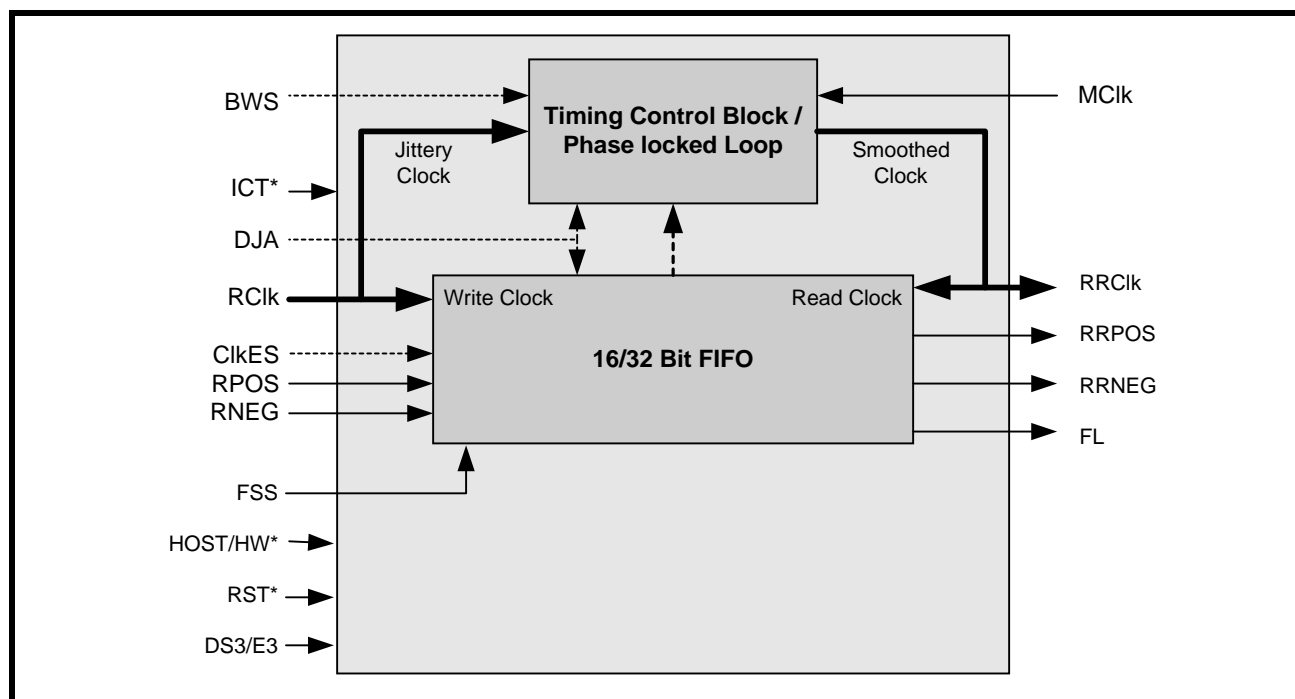 BWS
Timing Control Block /
Phase locked Loop
MClk
Jittery
Clock
Smoothed
Clock
ICT*
DJA
RClk
Write Clock
Read Clock
RRClk
ClkES
16/32 Bit FIFO
RRPOS
RPOS
RRNEG
RNEG
FL
FSS
HOST/HW*
RST*
DS3/E3